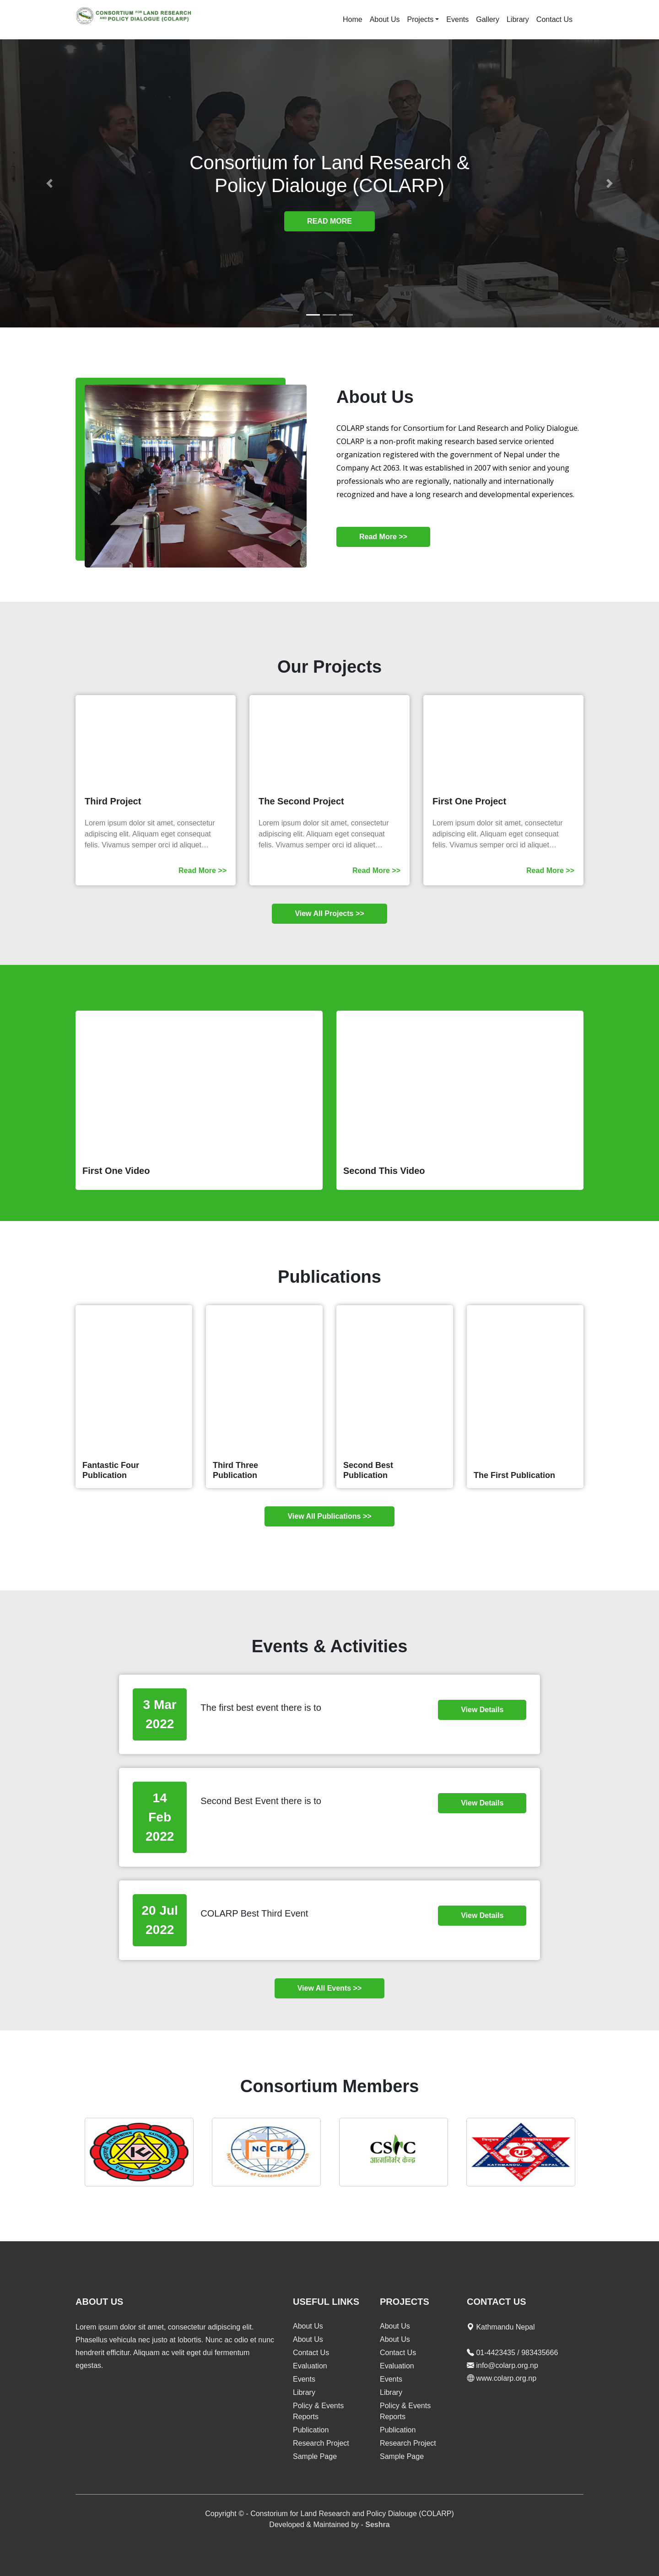 CONSORTIUM FOR LAND RESEARCH
AND POLICY DIALOGUE (COLARP)
Home About Us Projects Events Gallery Library Contact Us
Consortium for Land Research &
Policy Dialouge (COLARP)
READ MORE
About Us
COLARP stands for Consortium for Land Research and Policy Dialogue.
COLARP is a non-profit making research based service oriented
organization registered with the government of Nepal under the
Company Act 2063. It was established in 2007 with senior and young
professionals who are regionally, nationally and internationally
recognized and have a long research and developmental experiences.
Read More >>
Our Projects
Third Project
Lorem ipsum dolor sit amet, consectetur
adipiscing elit. Aliquam eget consequat
felis. Vivamus semper orci id aliquet…
Read More >>
The Second Project
Lorem ipsum dolor sit amet, consectetur
adipiscing elit. Aliquam eget consequat
felis. Vivamus semper orci id aliquet…
Read More >>
First One Project
Lorem ipsum dolor sit amet, consectetur
adipiscing elit. Aliquam eget consequat
felis. Vivamus semper orci id aliquet…
Read More >>
View All Projects >>
First One Video
Second This Video
Publications
Fantastic Four
Publication
Third Three
Publication
Second Best
Publication
The First Publication
View All Publications >>
Events & Activities
3 Mar
2022
The first best event there is to
View Details
14
Feb
2022
Second Best Event there is to
View Details
20 Jul
2022
COLARP Best Third Event
View Details
View All Events >>
Consortium Members
NCCR
Nepal Center of Contemporary Research
CSRC
आत्मनिर्भर केन्द्र
ABOUT US
Lorem ipsum dolor sit amet, consectetur adipiscing elit.
Phasellus vehicula nec justo at lobortis. Nunc ac odio et nunc
hendrerit efficitur. Aliquam ac velit eget dui fermentum
egestas.
USEFUL LINKS
About Us
About Us
Contact Us
Evaluation
Events
Library
Policy & Events
Reports
Publication
Research Project
Sample Page
PROJECTS
About Us
About Us
Contact Us
Evaluation
Events
Library
Policy & Events
Reports
Publication
Research Project
Sample Page
CONTACT US
Kathmandu Nepal
01-4423435 / 983435666
info@colarp.org.np
www.colarp.org.np
Copyright © - Constorium for Land Research and Policy Dialouge (COLARP)
Developed & Maintained by - Seshra